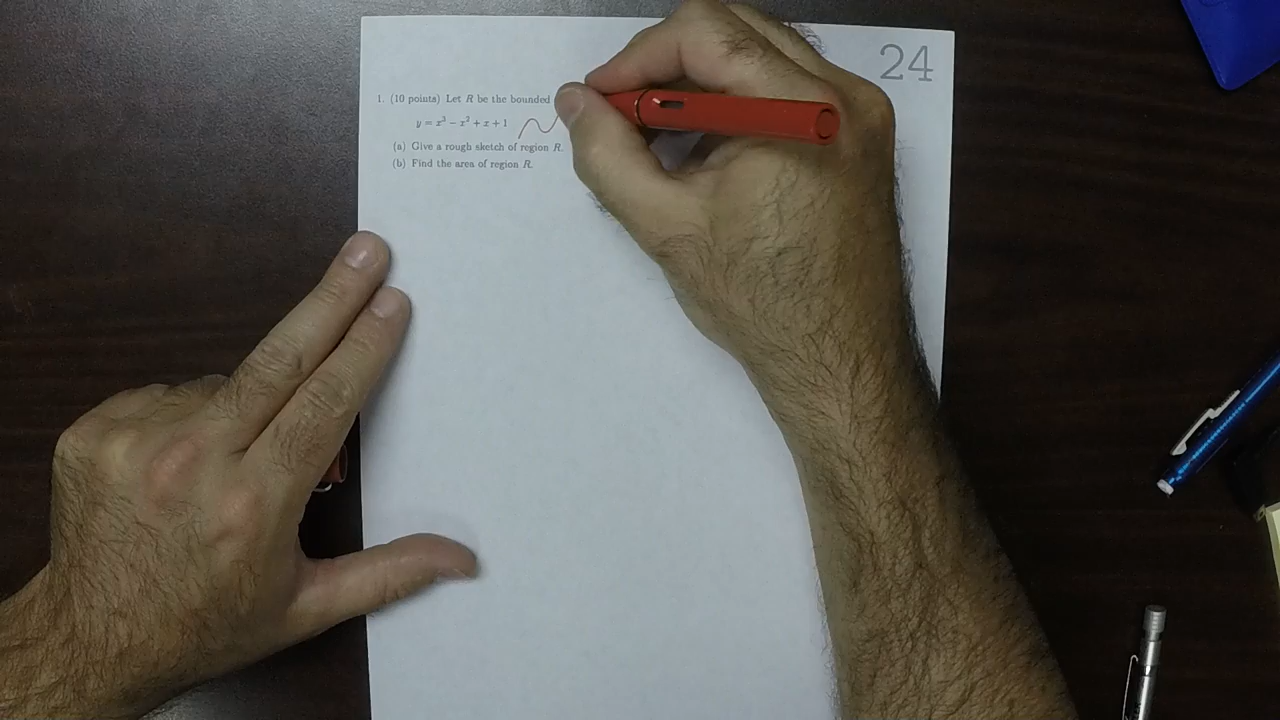 24
1. (10 points) Let R be the bounded
y = x³ − x² + x + 1
(a) Give a rough sketch of region R.
(b) Find the area of region R.